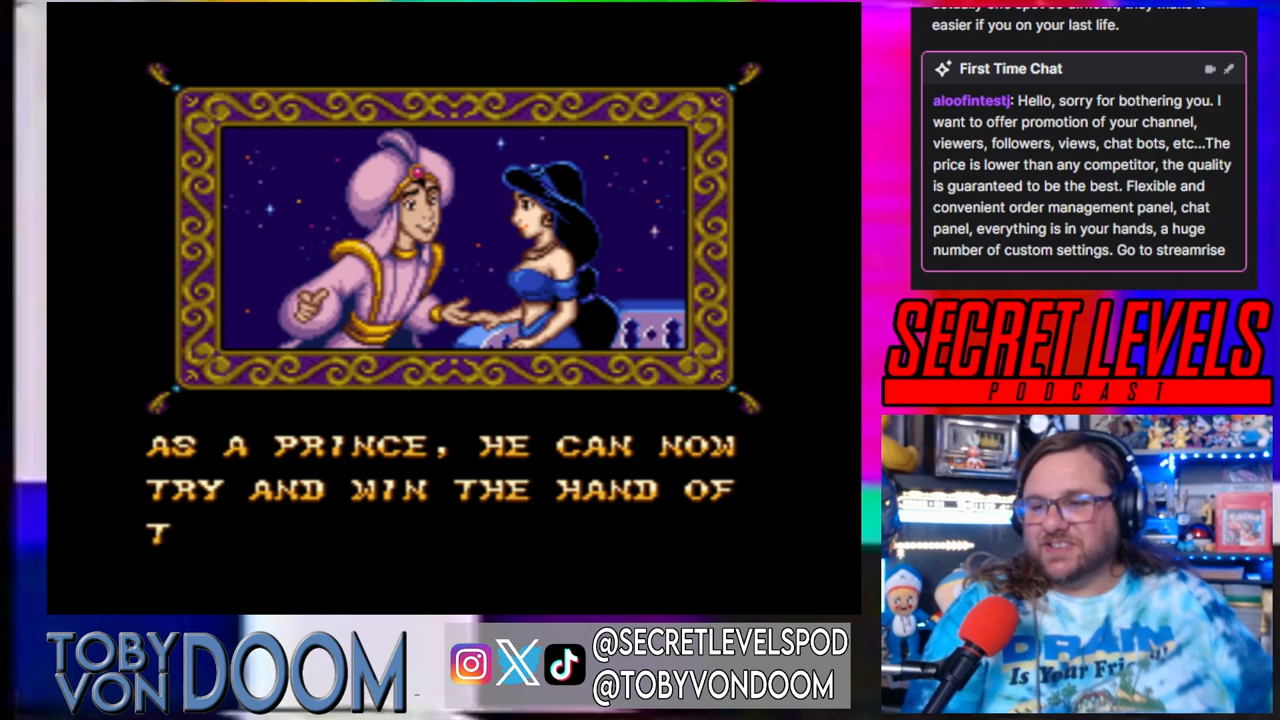 AS A PRINCE, HE CAN NOW
TRY AND WIN THE HAND OF
T
easier if you on your last life.
First Time Chat
aloofintestj: Hello, sorry for bothering you. I
want to offer promotion of your channel,
viewers, followers, views, chat bots, etc...The
price is lower than any competitor, the quality
is guaranteed to be the best. Flexible and
convenient order management panel, chat
panel, everything is in your hands, a huge
number of custom settings. Go to streamrise
SECRET LEVELS
PODCAST
BRAIN
Is Your Friend
TOBY
VON
DOOM
@SECRETLEVELSPOD
@TOBYVONDOOM